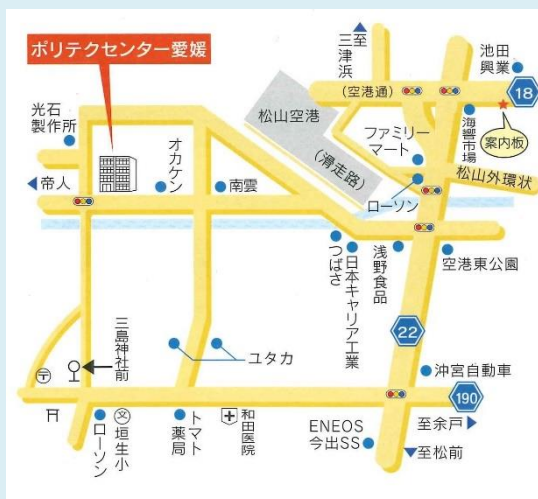 ポリテクセンター愛媛
光石
製作所
帝人
オカケン
南雲
松山空港
(滑走路)
至
三津浜
(空港通)
池田
興業
18
案内板
海響市場
ファミリー
マート
ローソン
松山外環状
つばさ
日本キャリア工業
浅野食品
空港東公園
22
三島神社前
〒
ローソン
文
垣生小
トマト
薬局
ユタカ
和田医院
ENEOS
今出SS
沖宮自動車
190
至余戸
至松前